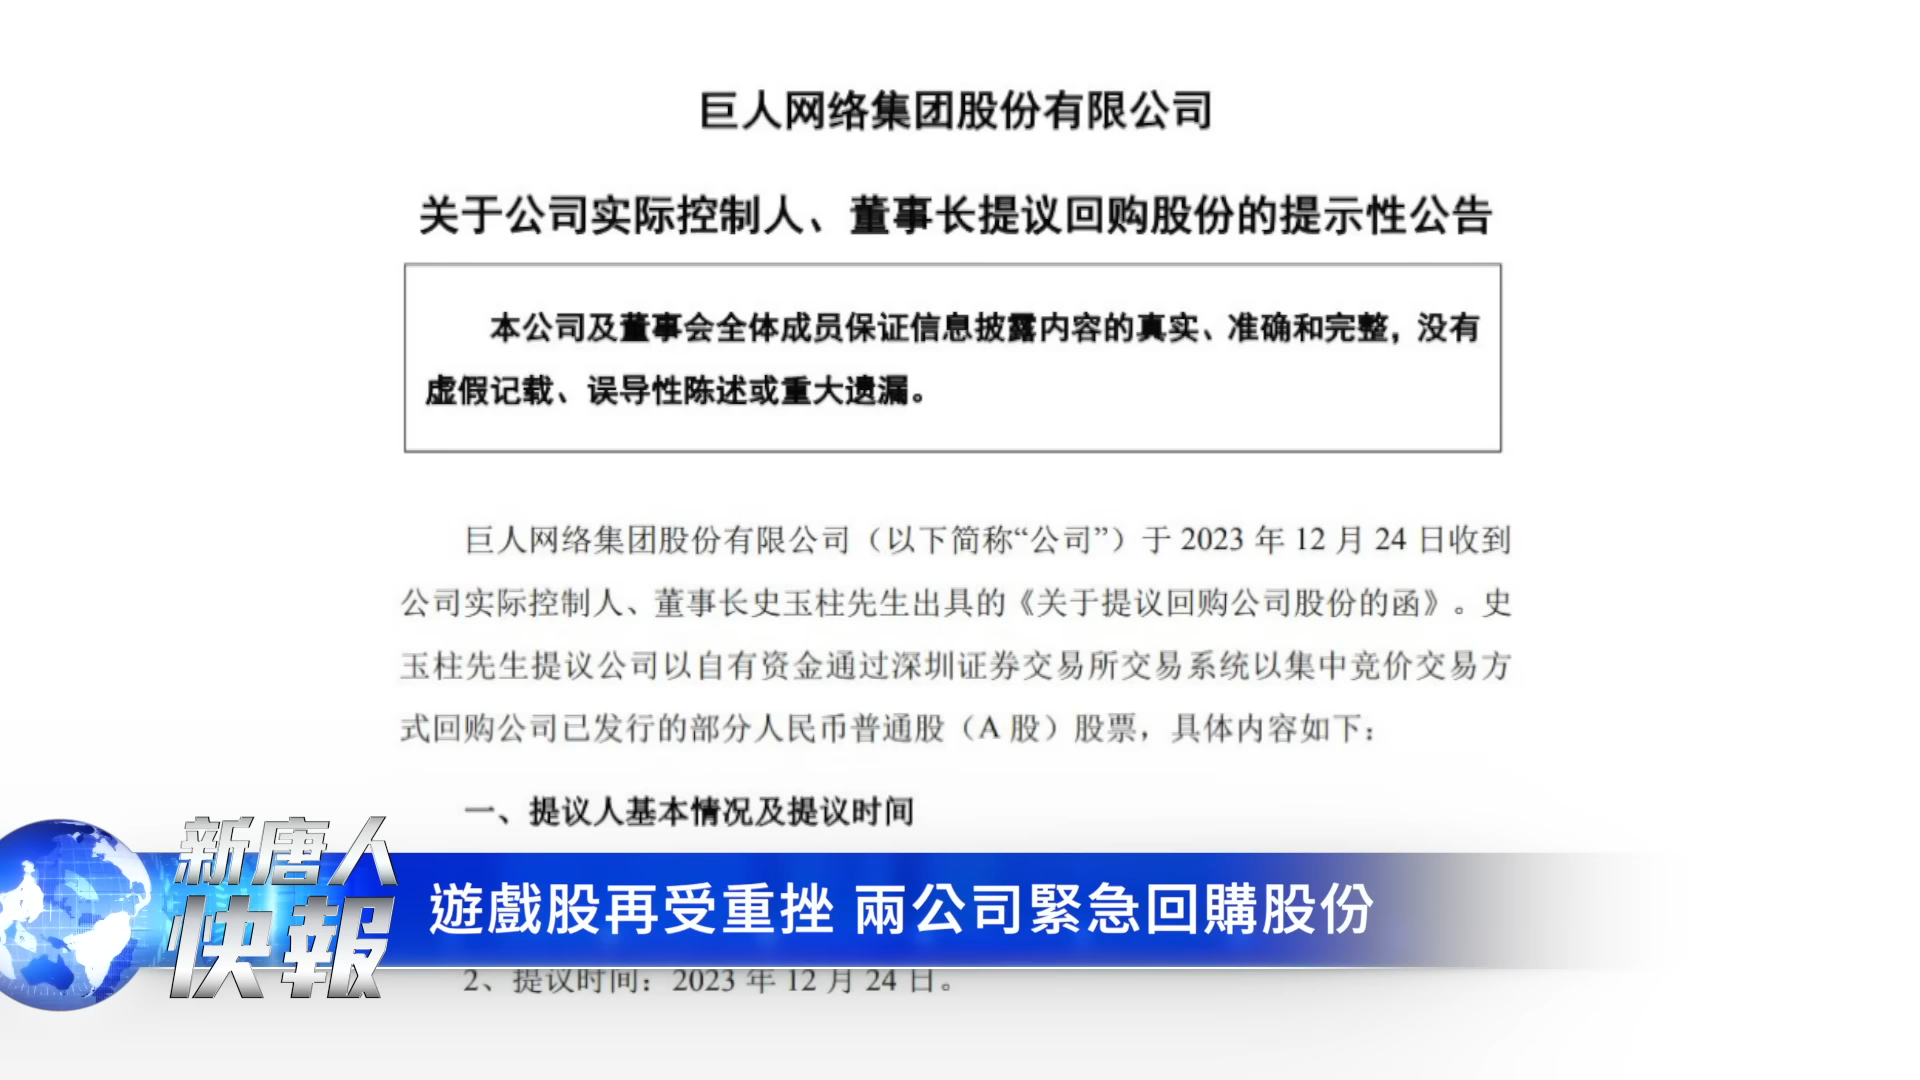 巨人网络集团股份有限公司
关于公司实际控制人、董事长提议回购股份的提示性公告
本公司及董事会全体成员保证信息披露内容的真实、准确和完整，没有
虚假记载、误导性陈述或重大遗漏。
巨人网络集团股份有限公司（以下简称“公司”）于 2023 年 12 月 24 日收到
公司实际控制人、董事长史玉柱先生出具的《关于提议回购公司股份的函》。史
玉柱先生提议公司以自有资金通过深圳证券交易所交易系统以集中竞价交易方
式回购公司已发行的部分人民币普通股（A 股）股票，具体内容如下：
一、提议人基本情况及提议时间
新唐人
快報
遊戲股再受重挫 兩公司緊急回購股份
2、提议时间：2023 年 12 月 24 日。